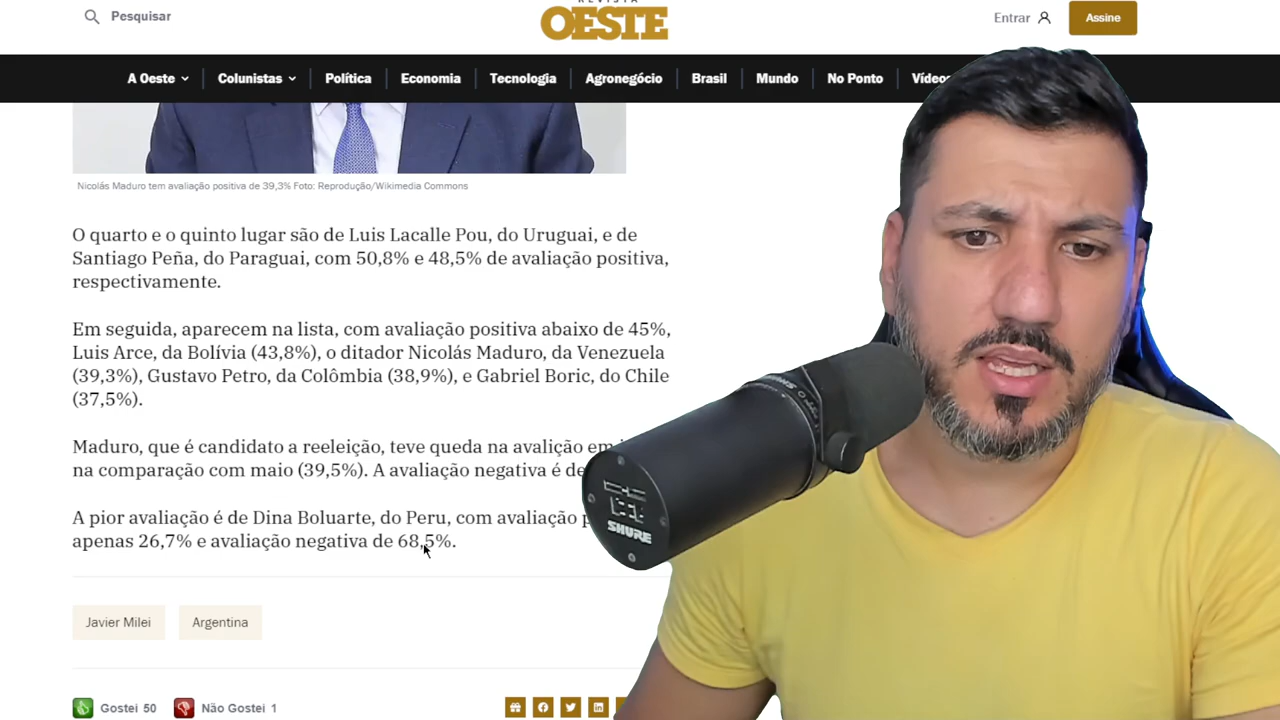 REVISTA
Pesquisar
OESTE
Entrar
Assine
A Oeste
Colunistas
Política
Economia
Tecnologia
Agronegócio
Brasil
Mundo
No Ponto
Nicolás Maduro tem avaliação positiva de 39,3% Foto: Reprodução/Wikimedia Commons
O quarto e o quinto lugar são de Luis Lacalle Pou, do Uruguai, e de
Santiago Peña, do Paraguai, com 50,8% e 48,5% de avaliação positiva,
respectivamente.
Em seguida, aparecem na lista, com avaliação positiva abaixo de 45%,
Luis Arce, da Bolívia (43,8%), o ditador Nicolás Maduro, da Venezuela
(39,3%), Gustavo Petro, da Colômbia (38,9%), e Gabriel Boric, do Chile
(37,5%).
Maduro, que é candidato a reeleição, teve queda na avalição em
na comparação com maio (39,5%). A avaliação negativa é de
A pior avaliação é de Dina Boluarte, do Peru, com avaliação
apenas 26,7% e avaliação negativa de 68,5%.
Javier Milei
Argentina
Gostei 50
Não Gostei 1
SHURE